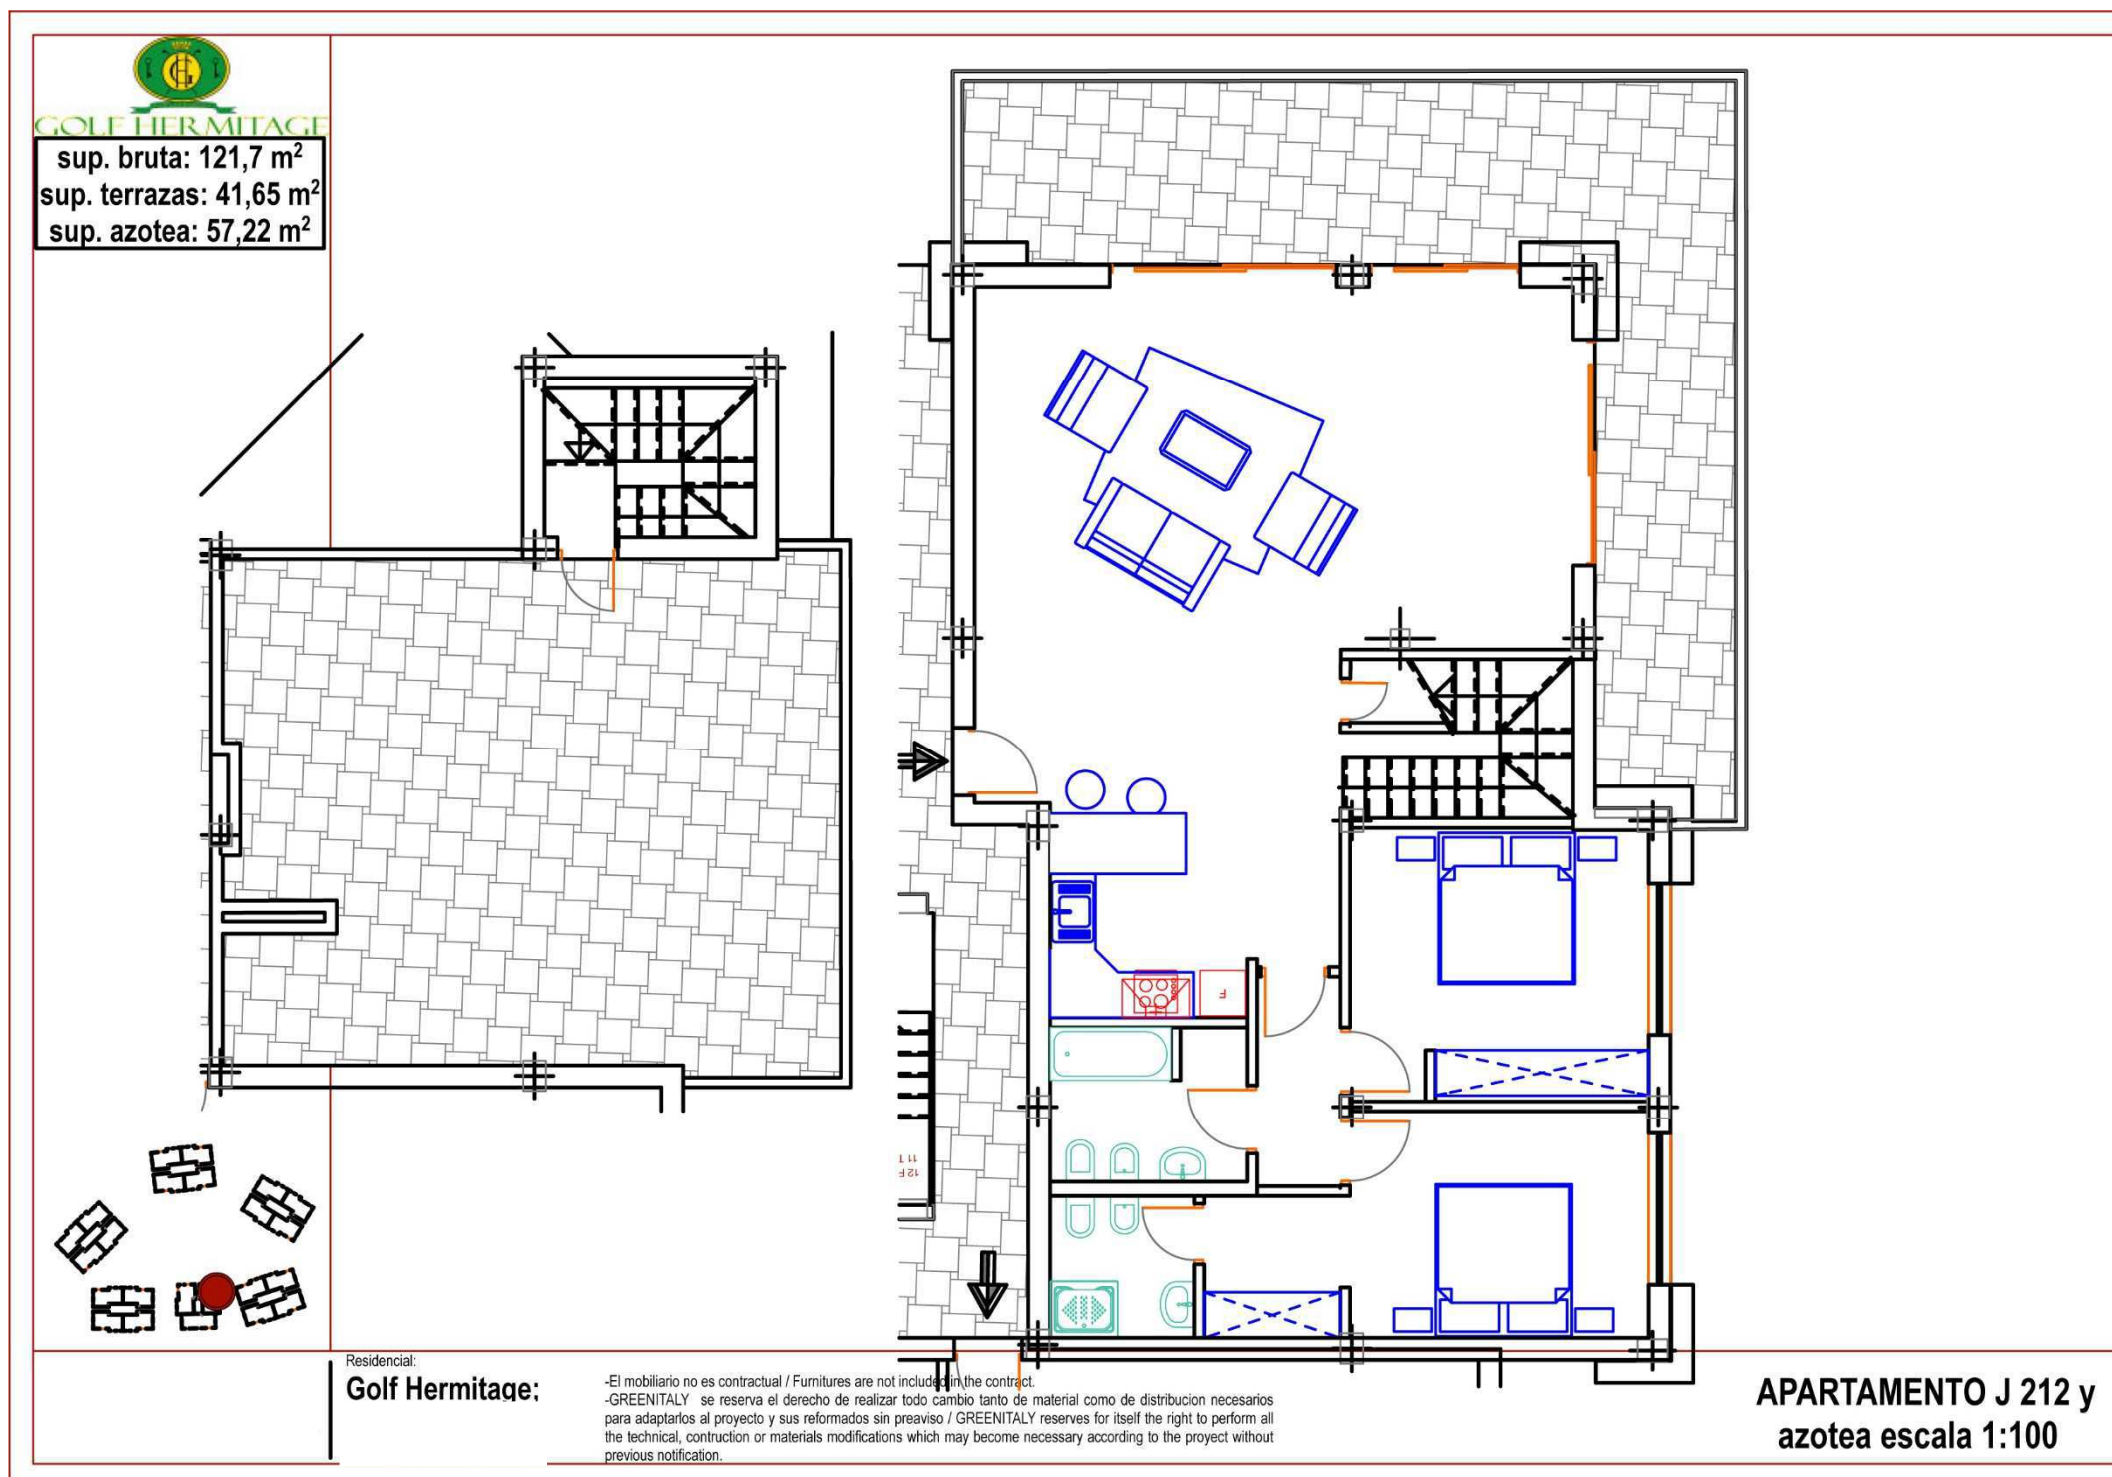 GOLF HERMITAGE
sup. bruta: 121,7 m²
sup. terrazas: 41,65 m²
sup. azotea: 57,22 m²
F
11 T
12 F
Residencial:
Golf Hermitage;
-El mobiliario no es contractual / Furnitures are not included in the contract.
-GREENITALY se reserva el derecho de realizar todo cambio tanto de material como de distribucion necesarios
para adaptarlos al proyecto y sus reformados sin preaviso / GREENITALY reserves for itself the right to perform all
the technical, contruction or materials modifications which may become necessary according to the proyect without
previous notification.
APARTAMENTO J 212 y
azotea escala 1:100